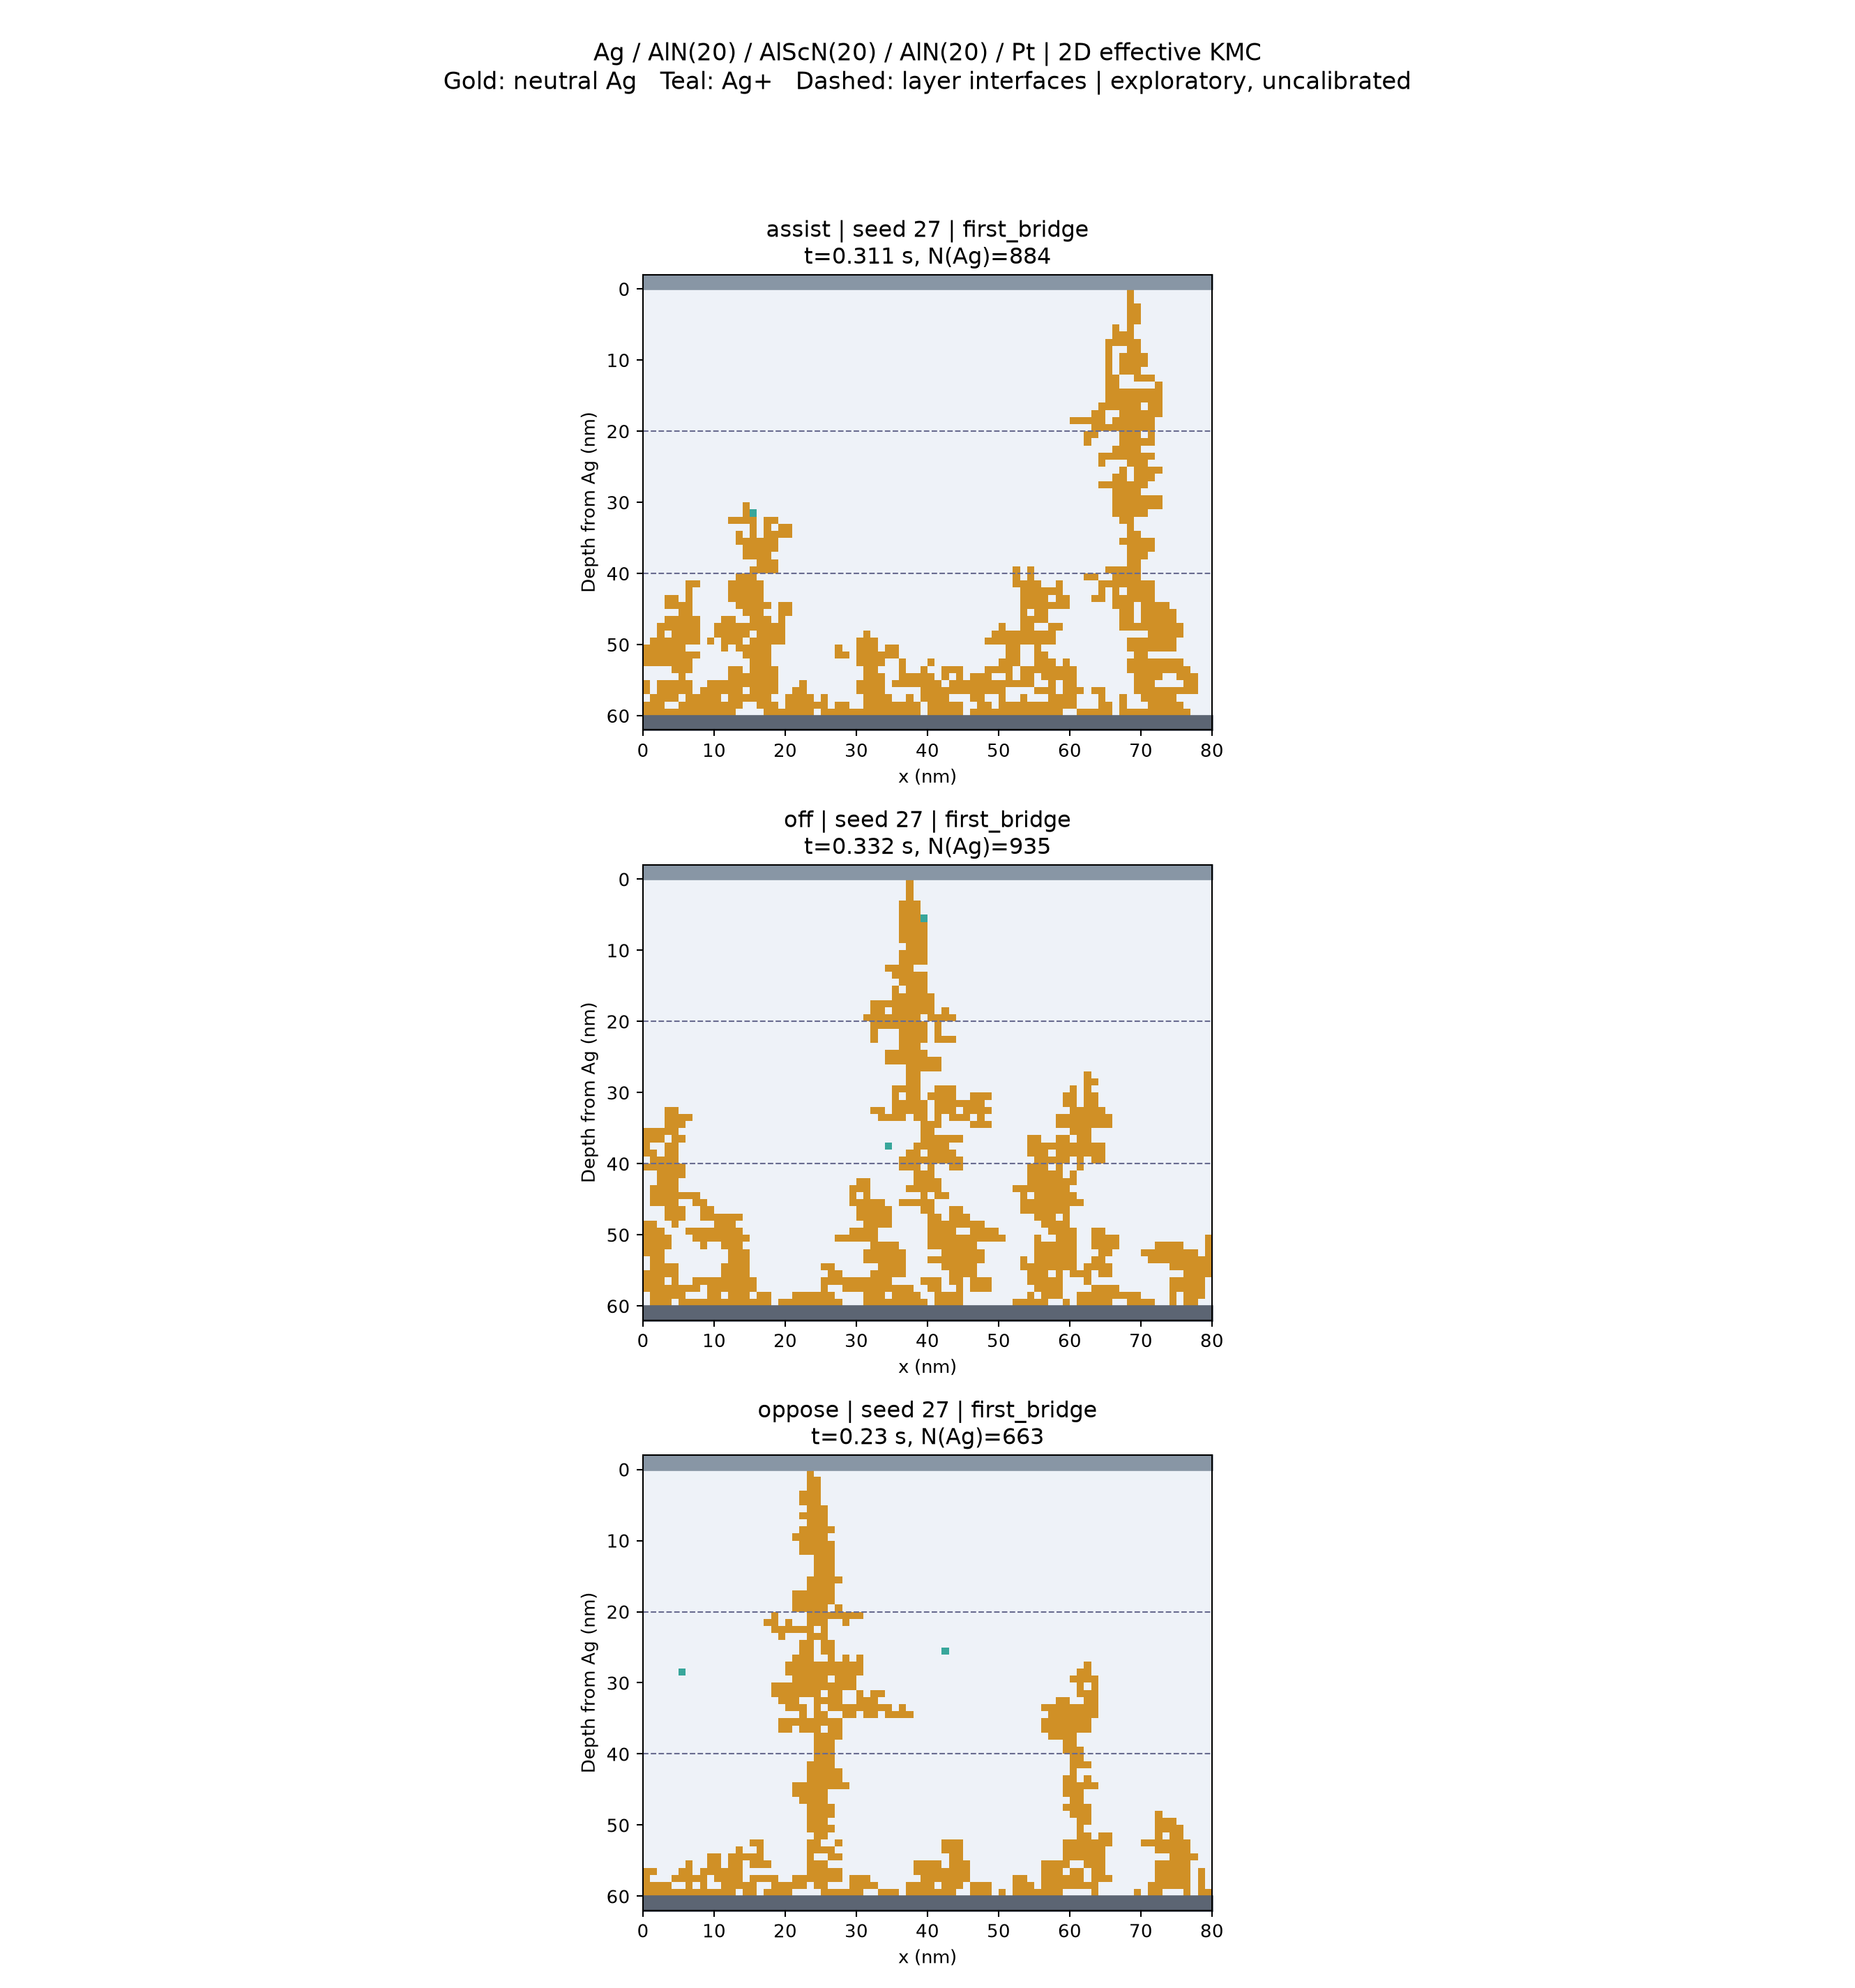 Ag / AlN(20) / AlScN(20) / AlN(20) / Pt | 2D effective KMC
Gold: neutral Ag   Teal: Ag+   Dashed: layer interfaces | exploratory, uncalibrated
assist | seed 27 | first_bridge
t=0.311 s, N(Ag)=884
Depth from Ag (nm)
0
10
20
30
40
50
60
0 10 20 30 40 50 60 70 80
x (nm)
off | seed 27 | first_bridge
t=0.332 s, N(Ag)=935
Depth from Ag (nm)
0
10
20
30
40
50
60
0 10 20 30 40 50 60 70 80
x (nm)
oppose | seed 27 | first_bridge
t=0.23 s, N(Ag)=663
Depth from Ag (nm)
0
10
20
30
40
50
60
0 10 20 30 40 50 60 70 80
x (nm)